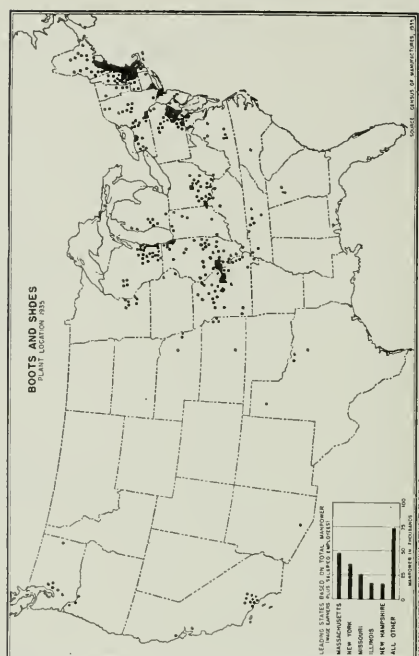 BOOTS AND SHOES
PLANT LOCATION 1935
LEADING STATES BASED ON TOTAL MANPOWER
(WAGE EARNERS PLUS SALARIED EMPLOYEES)
MASSACHUSETTS
NEW YORK
MISSOURI
ILLINOIS
NEW HAMPSHIRE
ALL OTHER
0 25 50 75 100
MANPOWER IN THOUSANDS
SOURCE: CENSUS OF MANUFACTURES, 1935